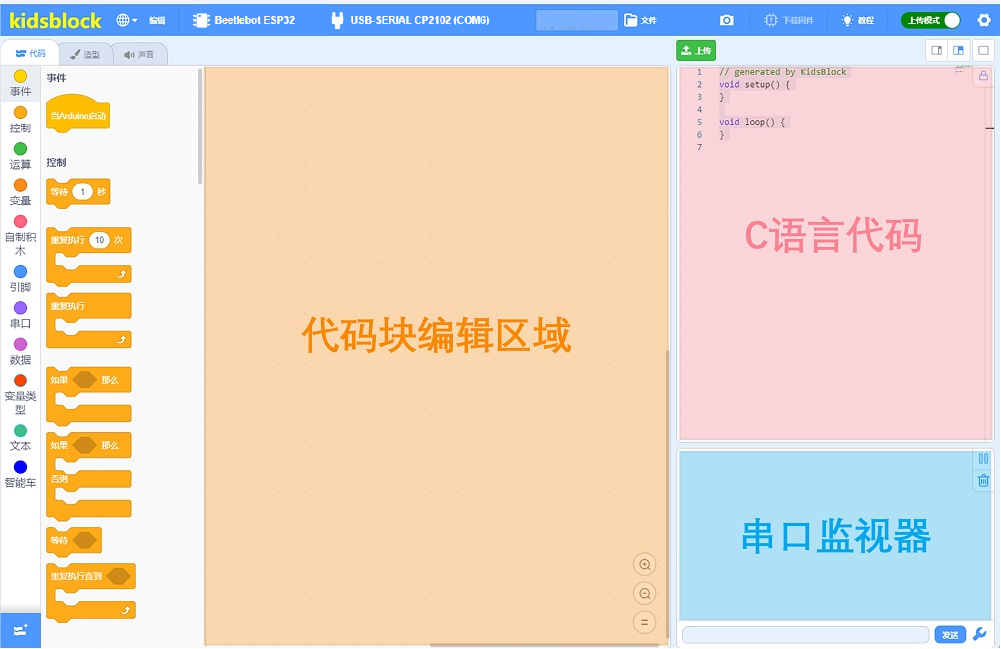 kidsblock
编辑
Beetlebot ESP32
USB-SERIAL CP2102 (COM6)
文件
下载固件
教程
上传模式
代码
造型
声音
上传
事件
控制
运算
变量
自制积
木
引脚
串口
数据
变量类
型
文本
智能车
事件
当Arduino启动
控制
等待 1 秒
重复执行 10 次
重复执行
如果 那么
如果 那么
否则
等待
重复执行直到
代码块编辑区域
1 // generated by KidsBlock
2 void setup() {
3 }
4
5 void loop() {
6 }
7
C语言代码
串口监视器
发送